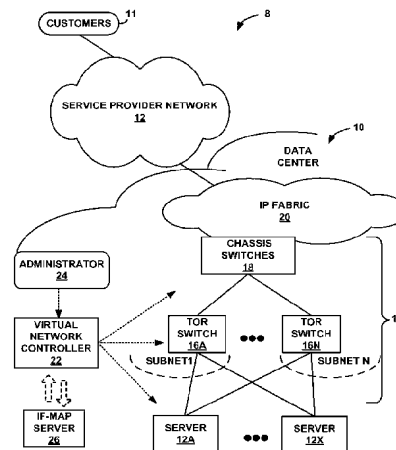 CUSTOMERS
11
8
SERVICE PROVIDER NETWORK
12
10
DATA
CENTER
IP FABRIC
20
CHASSIS
SWITCHES
18
ADMINISTRATOR
24
VIRTUAL
NETWORK
CONTROLLER
22
TOR
SWITCH
16A
TOR
SWITCH
16N
SUBNET1
SUBNET N
IF-MAP
SERVER
26
SERVER
12A
SERVER
12X